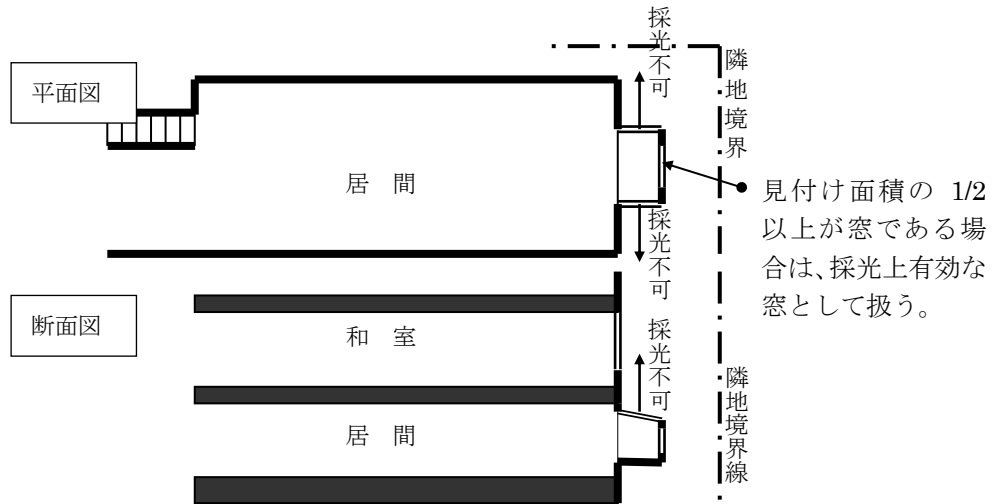 平面図
採光不可
隣地境界
居　間
見付け面積の 1/2
以上が窓である場
合は、採光上有効な
窓として扱う。
採光不可
断面図
和　室
採光不可
隣地境界線
居　間